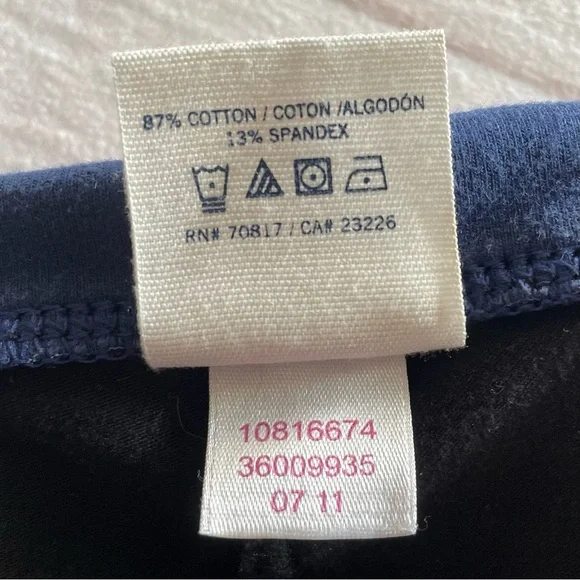 87% COTTON / COTON /ALGODÓN
13% SPANDEX
RN# 70817 / CA# 23226
10816674
36009935
07 11